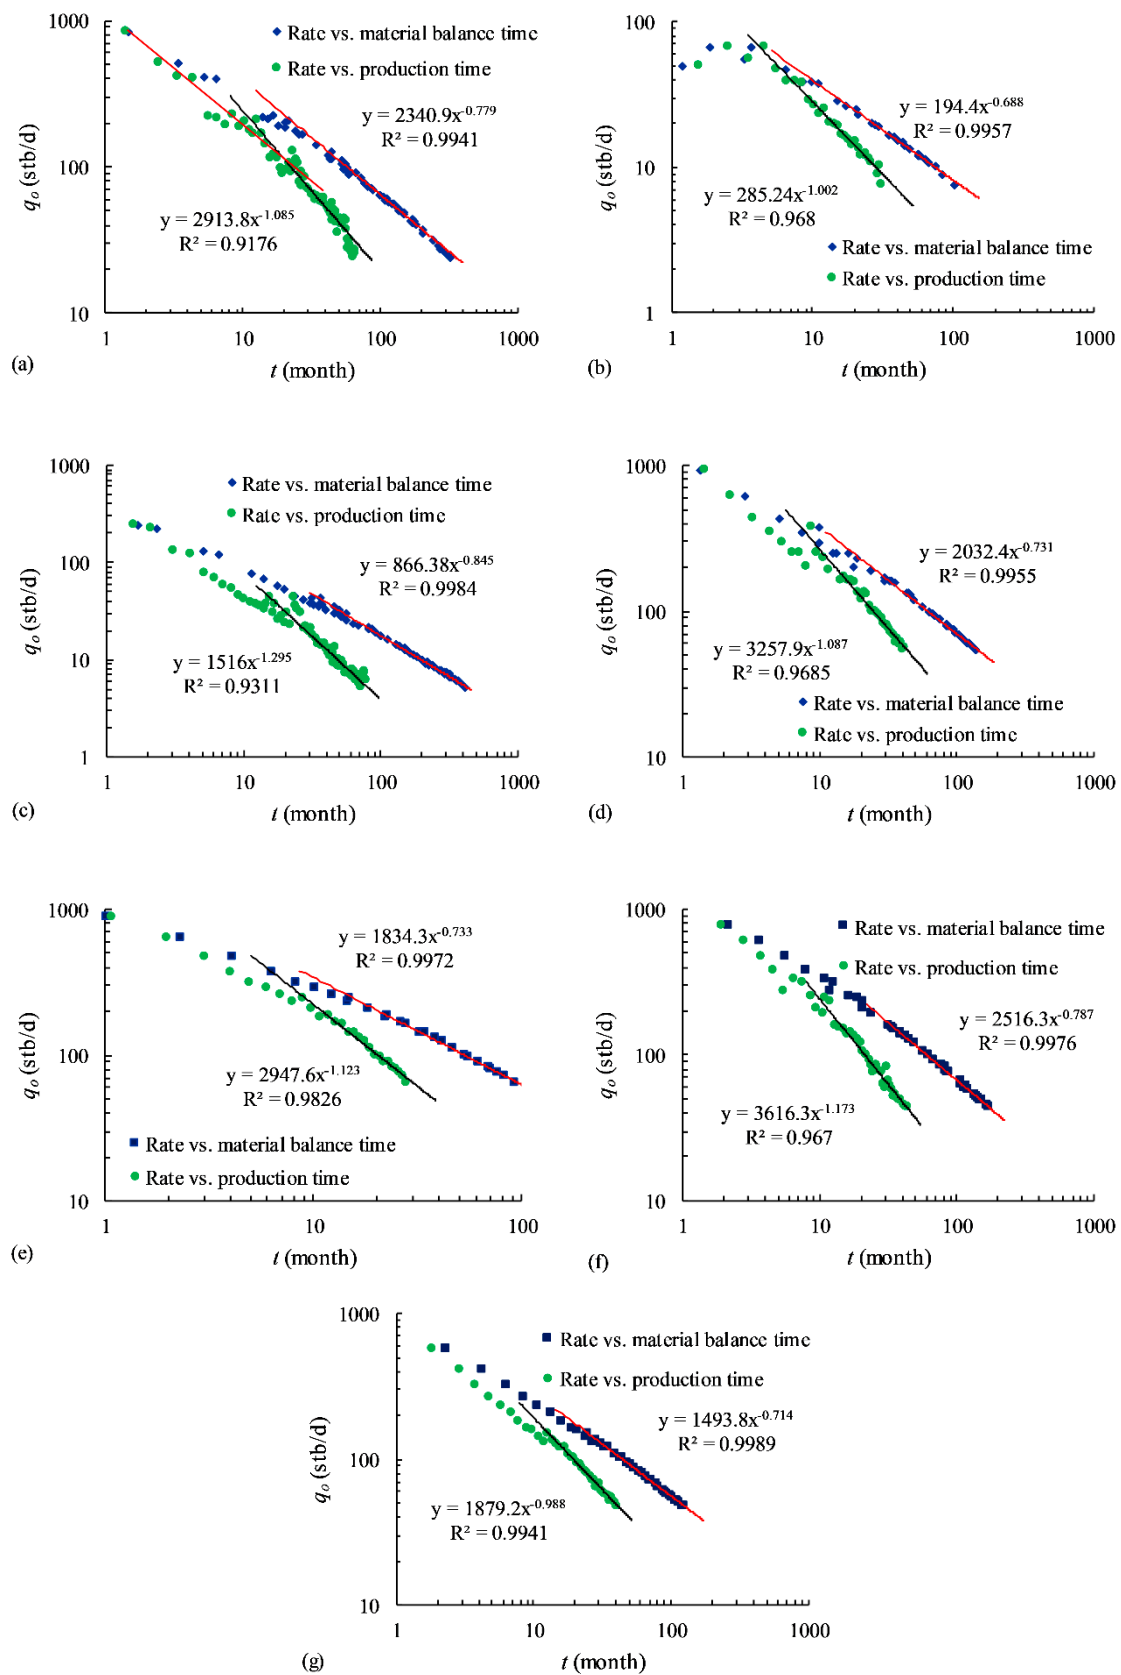 1000
100
10
q_o (stb/d)
Rate vs. material balance time
Rate vs. production time
y = 2340.9x^-0.779
R² = 0.9941
y = 2913.8x^-1.085
R² = 0.9176
1 10 100 1000
t (month)
(a)
100
10
1
q_o (stb/d)
y = 194.4x^-0.688
R² = 0.9957
y = 285.24x^-1.002
R² = 0.968
Rate vs. material balance time
Rate vs. production time
1 10 100 1000
t (month)
(b)
1000
100
10
1
q_o (stb/d)
Rate vs. material balance time
Rate vs. production time
y = 866.38x^-0.845
R² = 0.9984
y = 1516x^-1.295
R² = 0.9311
1 10 100 1000
t (month)
(c)
1000
100
10
q_o (stb/d)
y = 2032.4x^-0.731
R² = 0.9955
y = 3257.9x^-1.087
R² = 0.9685
Rate vs. material balance time
Rate vs. production time
1 10 100 1000
t (month)
(d)
1000
100
10
q_o (stb/d)
y = 1834.3x^-0.733
R² = 0.9972
y = 2947.6x^-1.123
R² = 0.9826
Rate vs. material balance time
Rate vs. production time
1 10 100
t (month)
(e)
1000
100
10
q_o (stb/d)
Rate vs. material balance time
Rate vs. production time
y = 2516.3x^-0.787
R² = 0.9976
y = 3616.3x^-1.173
R² = 0.967
1 10 100 1000
t (month)
(f)
1000
100
10
q_o (stb/d)
Rate vs. material balance time
Rate vs. production time
y = 1493.8x^-0.714
R² = 0.9989
y = 1879.2x^-0.988
R² = 0.9941
1 10 100 1000
t (month)
(g)